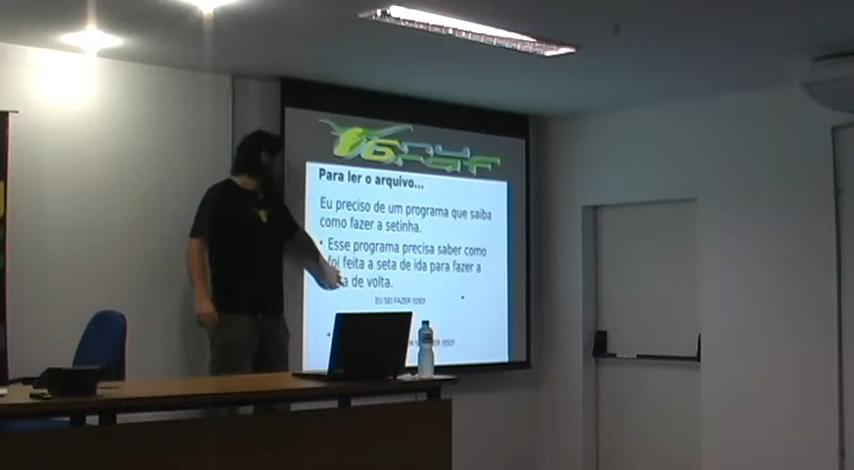 Para ler o arquivo...
Eu preciso de um programa que saiba
como fazer a setinha.
• Esse programa precisa saber como
foi feita a seta de ida para fazer a
de volta.
EU SEI FAZER ISSO!